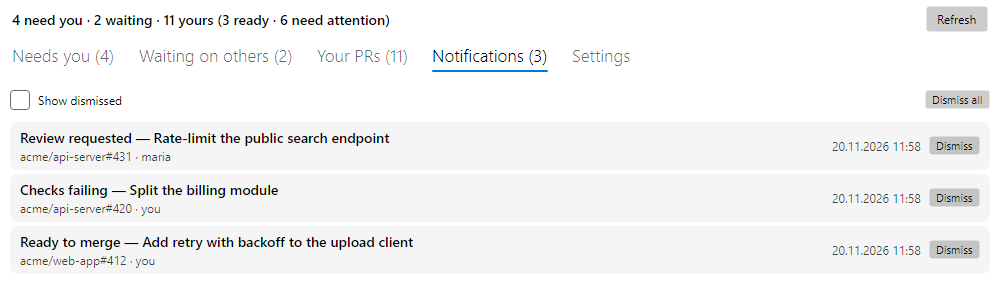 4 need you · 2 waiting · 11 yours (3 ready · 6 need attention)
Refresh
Needs you (4)
Waiting on others (2)
Your PRs (11)
Notifications (3)
Settings
Show dismissed
Dismiss all
Review requested — Rate-limit the public search endpoint
acme/api-server#431 · maria
20.11.2026 11:58
Dismiss
Checks failing — Split the billing module
acme/api-server#420 · you
20.11.2026 11:58
Dismiss
Ready to merge — Add retry with backoff to the upload client
acme/web-app#412 · you
20.11.2026 11:58
Dismiss